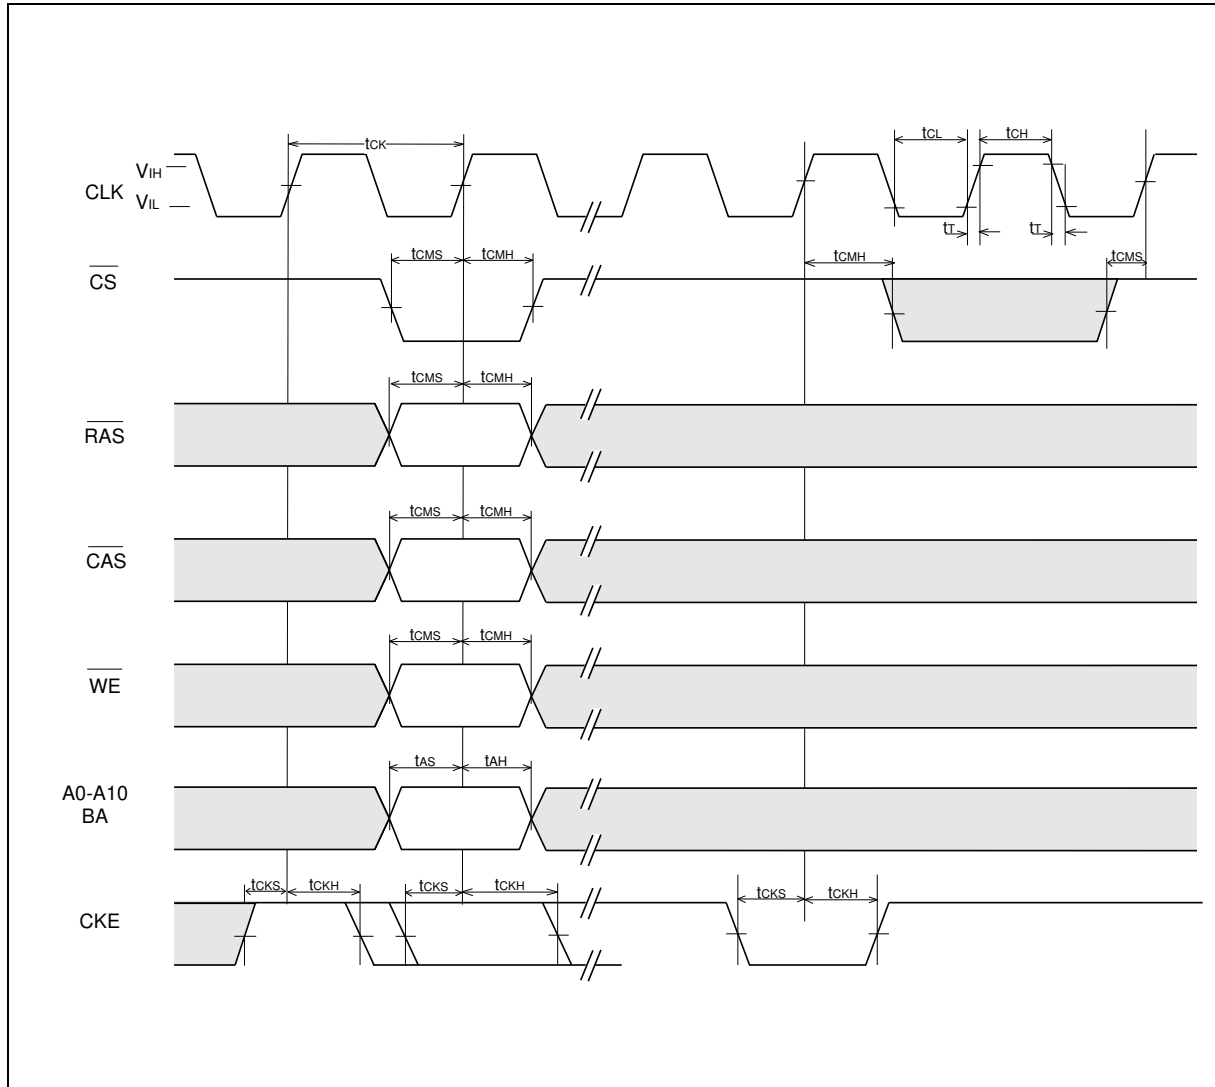 tCK
tCL
tCH
VIH
CLK
VIL
tT
tT
tCMS
tCMH
tCMH
tCMS
CS
tCMS
tCMH
RAS
tCMS
tCMH
CAS
tCMS
tCMH
WE
tAS
tAH
A0-A10
BA
tCKS
tCKH
tCKS
tCKH
tCKS
tCKH
CKE